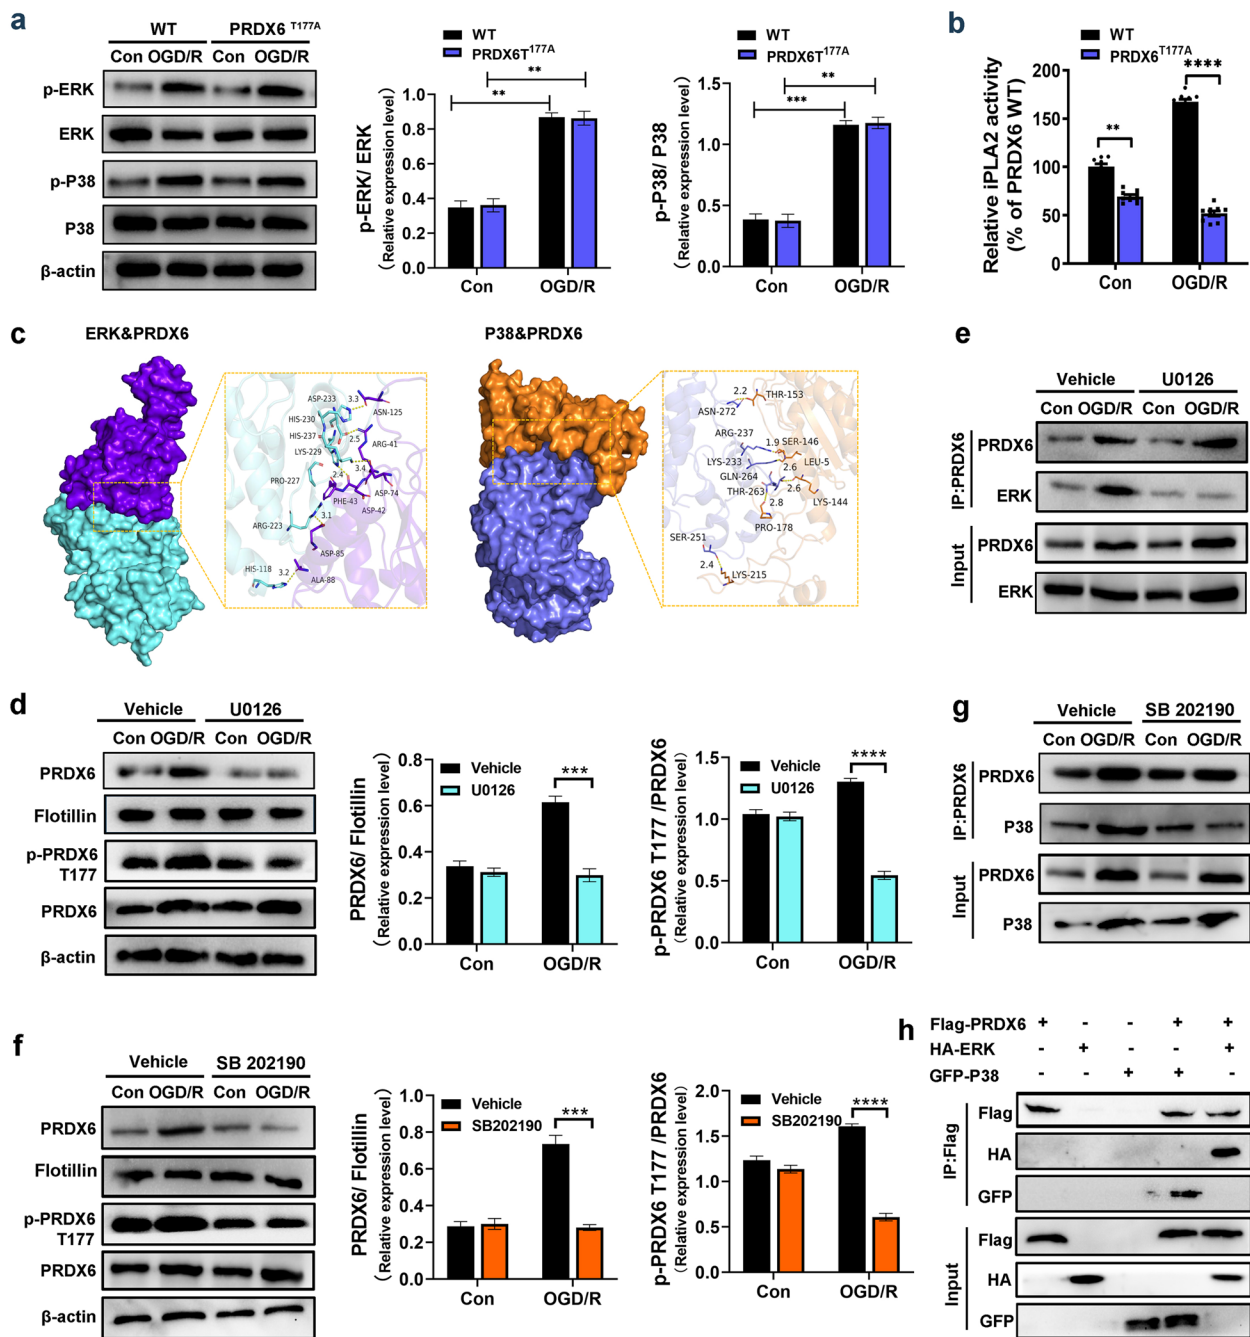 a
WT PRDX6 T177A
Con OGD/R Con OGD/R
p-ERK
ERK
p-P38
P38
β-actin
WT
PRDX6T177A
**
**
p-ERK/ ERK
(Relative expression level)
1.0
0.8
0.6
0.4
0.2
0.0
Con OGD/R
WT
PRDX6T177A
**
***
p-P38/ P38
(Relative expression level)
1.5
1.0
0.5
0.0
Con OGD/R
b
WT
PRDX6T177A
****
**
Relative iPLA2 activity
(% of PRDX6 WT)
200
150
100
50
0
Con OGD/R
c
ERK&PRDX6
ASP-233
3.3
HIS-230
ASN-125
HIS-237
2.5
ARG-41
LYS-229
3.4
2.4
PRO-227
ASP-74
PHE-43
ASP-42
ARG-223
3.1
ASP-85
HIS-118
3.2
ALA-88
P38&PRDX6
2.2
THR-153
ASN-272
ARG-237
1.9
SER-146
LYS-233
LEU-5
2.6
GLN-264
THR-263
2.6
LYS-144
2.8
PRO-178
SER-251
2.4
LYS-215
e
Vehicle U0126
Con OGD/R Con OGD/R
IP:PRDX6
PRDX6
ERK
Input
PRDX6
ERK
d
Vehicle U0126
Con OGD/R Con OGD/R
PRDX6
Flotillin
p-PRDX6
T177
PRDX6
β-actin
Vehicle
U0126
***
PRDX6/ Flotillin
(Relative expression level)
0.8
0.6
0.4
0.2
0.0
Con OGD/R
Vehicle
U0126
****
p-PRDX6 T177 /PRDX6
(Relative expression level)
1.5
1.0
0.5
0.0
Con OGD/R
g
Vehicle SB 202190
Con OGD/R Con OGD/R
IP:PRDX6
PRDX6
P38
Input
PRDX6
P38
f
Vehicle SB 202190
Con OGD/R Con OGD/R
PRDX6
Flotillin
p-PRDX6
T177
PRDX6
β-actin
Vehicle
SB202190
***
PRDX6/ Flotillin
(Relative expression level)
1.0
0.8
0.6
0.4
0.2
0.0
Con OGD/R
Vehicle
SB202190
****
p-PRDX6 T177 /PRDX6
(Relative expression level)
2.0
1.5
1.0
0.5
0.0
Con OGD/R
h
Flag-PRDX6 + - - + +
HA-ERK - + - - +
GFP-P38 - - + + -
IP:Flag
Flag
HA
GFP
Input
Flag
HA
GFP